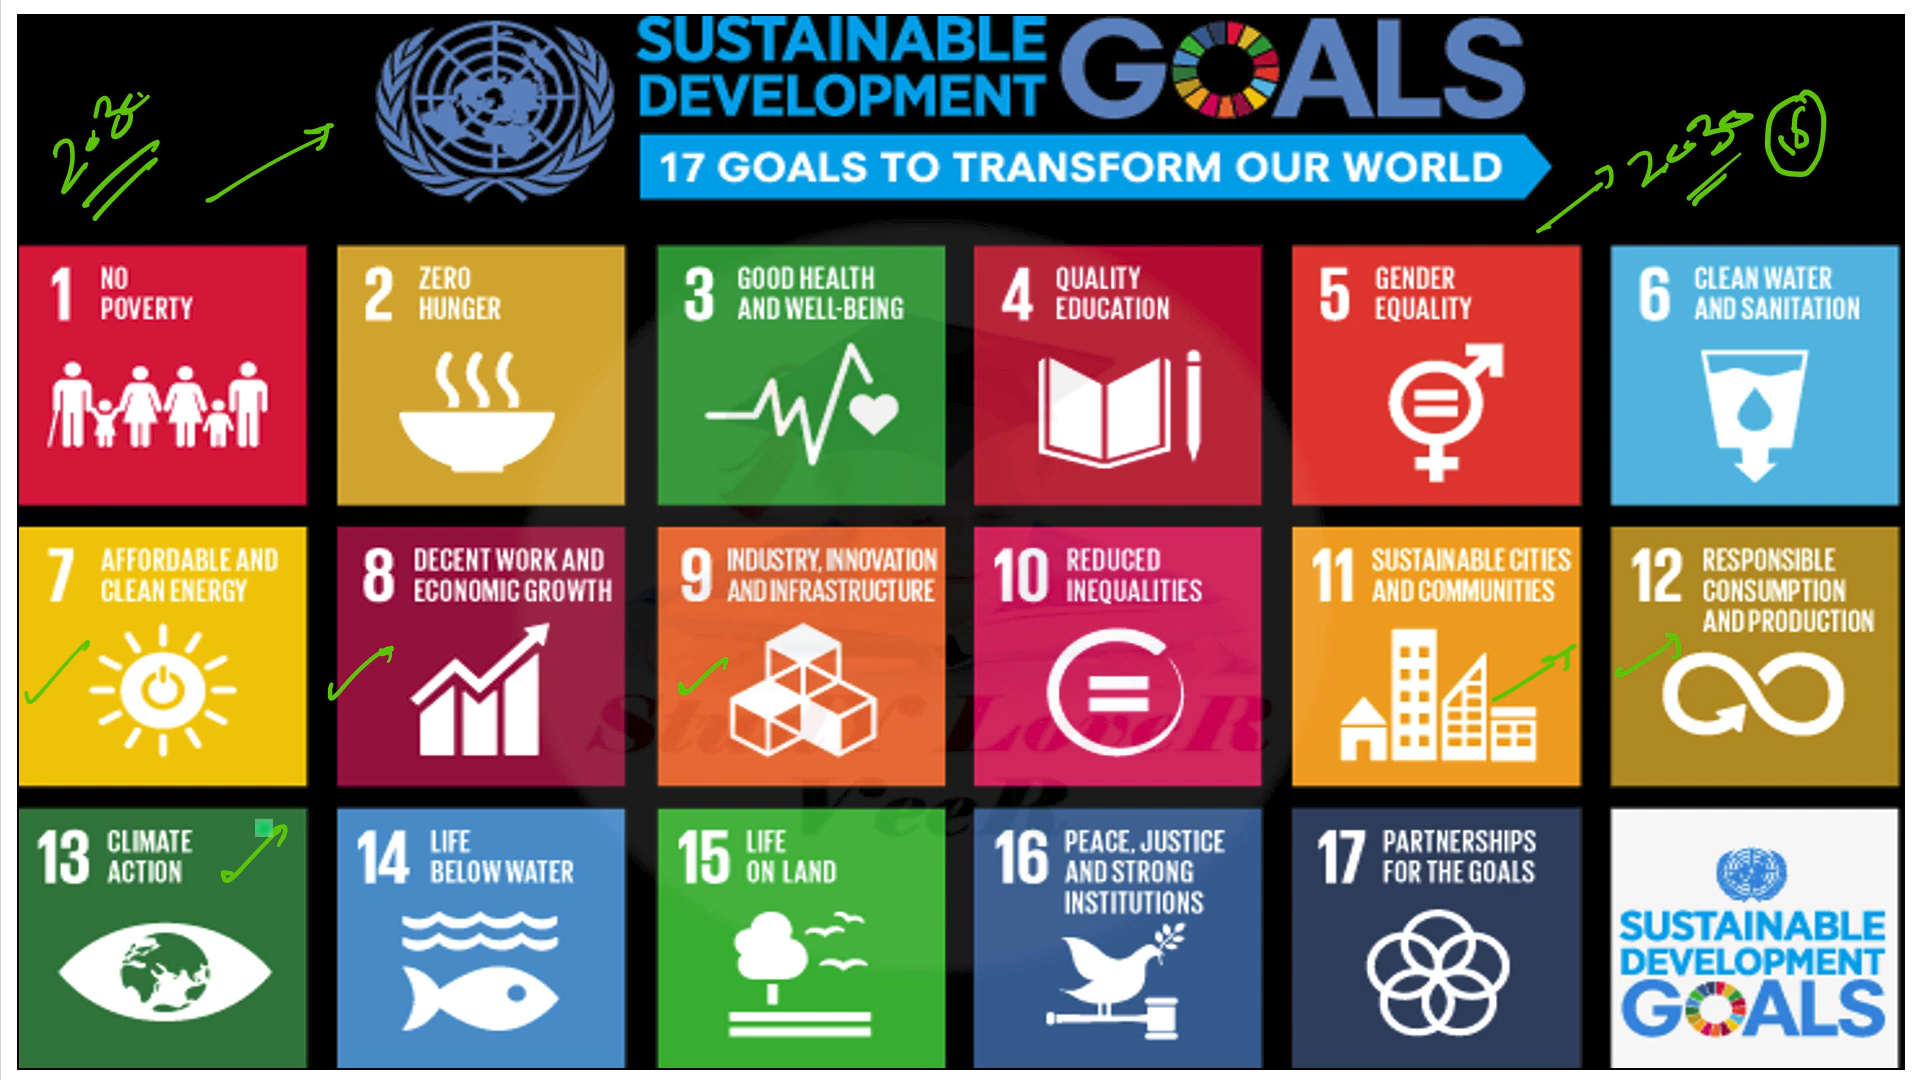 SUSTAINABLE
DEVELOPMENT
GOALS
17 GOALS TO TRANSFORM OUR WORLD
2030
1 NO
POVERTY
2 ZERO
HUNGER
3 GOOD HEALTH
AND WELL-BEING
4 QUALITY
EDUCATION
5 GENDER
EQUALITY
6 CLEAN WATER
AND SANITATION
7 AFFORDABLE AND
CLEAN ENERGY
8 DECENT WORK AND
ECONOMIC GROWTH
9 INDUSTRY, INNOVATION
AND INFRASTRUCTURE
10 REDUCED
INEQUALITIES
11 SUSTAINABLE CITIES
AND COMMUNITIES
12 RESPONSIBLE
CONSUMPTION
AND PRODUCTION
StudY LoveR
VeeR
13 CLIMATE
ACTION
14 LIFE
BELOW WATER
15 LIFE
ON LAND
16 PEACE, JUSTICE
AND STRONG
INSTITUTIONS
17 PARTNERSHIPS
FOR THE GOALS
SUSTAINABLE
DEVELOPMENT
GOALS